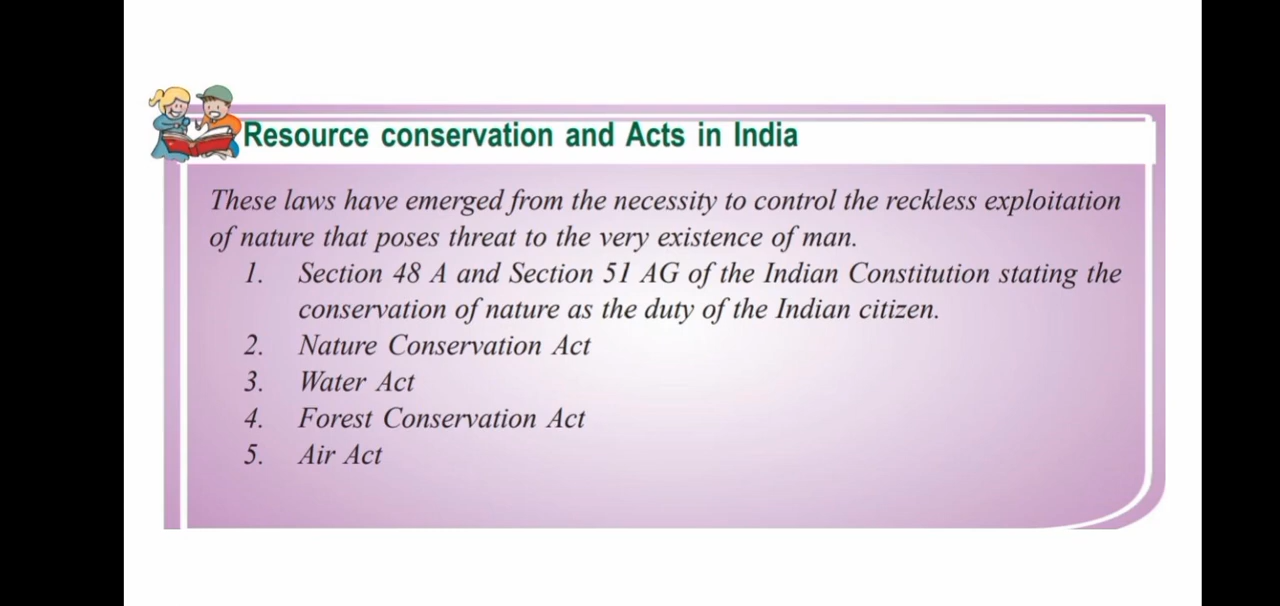 Resource conservation and Acts in India
These laws have emerged from the necessity to control the reckless exploitation
of nature that poses threat to the very existence of man.
1. Section 48 A and Section 51 AG of the Indian Constitution stating the
conservation of nature as the duty of the Indian citizen.
2. Nature Conservation Act
3. Water Act
4. Forest Conservation Act
5. Air Act